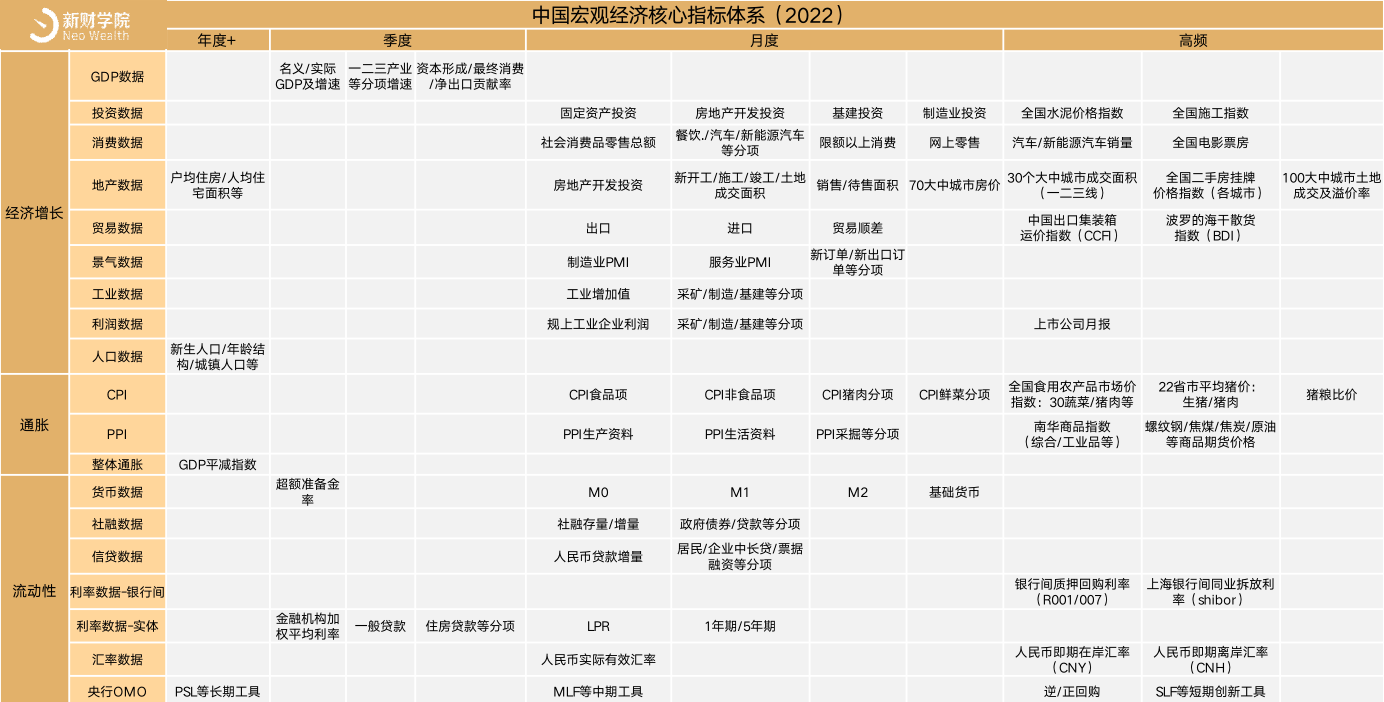 新财学院
Neo Wealth
中国宏观经济核心指标体系（2022）
年度+
季度
月度
高频
经济增长
GDP数据
名义/实际
GDP及增速
一二三产业
等分项增速
资本形成/最终消费
/净出口贡献率
投资数据
固定资产投资
房地产开发投资
基建投资
制造业投资
全国水泥价格指数
全国施工指数
消费数据
社会消费品零售总额
餐饮./汽车/新能源汽车
等分项
限额以上消费
网上零售
汽车/新能源汽车销量
全国电影票房
地产数据
户均住房/人均住
宅面积等
房地产开发投资
新开工/施工/竣工/土地
成交面积
销售/待售面积
70大中城市房价
30个大中城市成交面积
（一二三线）
全国二手房挂牌
价格指数（各城市）
100大中城市土地
成交及溢价率
贸易数据
出口
进口
贸易顺差
中国出口集装箱
运价指数（CCFI）
波罗的海干散货
指数（BDI）
景气数据
制造业PMI
服务业PMI
新订单/新出口订
单等分项
工业数据
工业增加值
采矿/制造/基建等分项
利润数据
规上工业企业利润
采矿/制造/基建等分项
上市公司月报
人口数据
新生人口/年龄结
构/城镇人口等
通胀
CPI
CPI食品项
CPI非食品项
CPI猪肉分项
CPI鲜菜分项
全国食用农产品市场价
指数：30蔬菜/猪肉等
22省市平均猪价：
生猪/猪肉
猪粮比价
PPI
PPI生产资料
PPI生活资料
PPI采掘等分项
南华商品指数
（综合/工业品等）
螺纹钢/焦煤/焦炭/原油
等商品期货价格
整体通胀
GDP平减指数
流动性
货币数据
超额准备金
率
M0
M1
M2
基础货币
社融数据
社融存量/增量
政府债券/贷款等分项
信贷数据
人民币贷款增量
居民/企业中长贷/票据
融资等分项
利率数据-银行间
银行间质押回购利率
（R001/007）
上海银行间同业拆放利
率（shibor）
利率数据-实体
金融机构加
权平均利率
一般贷款
住房贷款等分项
LPR
1年期/5年期
汇率数据
人民币实际有效汇率
人民币即期在岸汇率
（CNY）
人民币即期离岸汇率
（CNH）
央行OMO
PSL等长期工具
MLF等中期工具
逆/正回购
SLF等短期创新工具